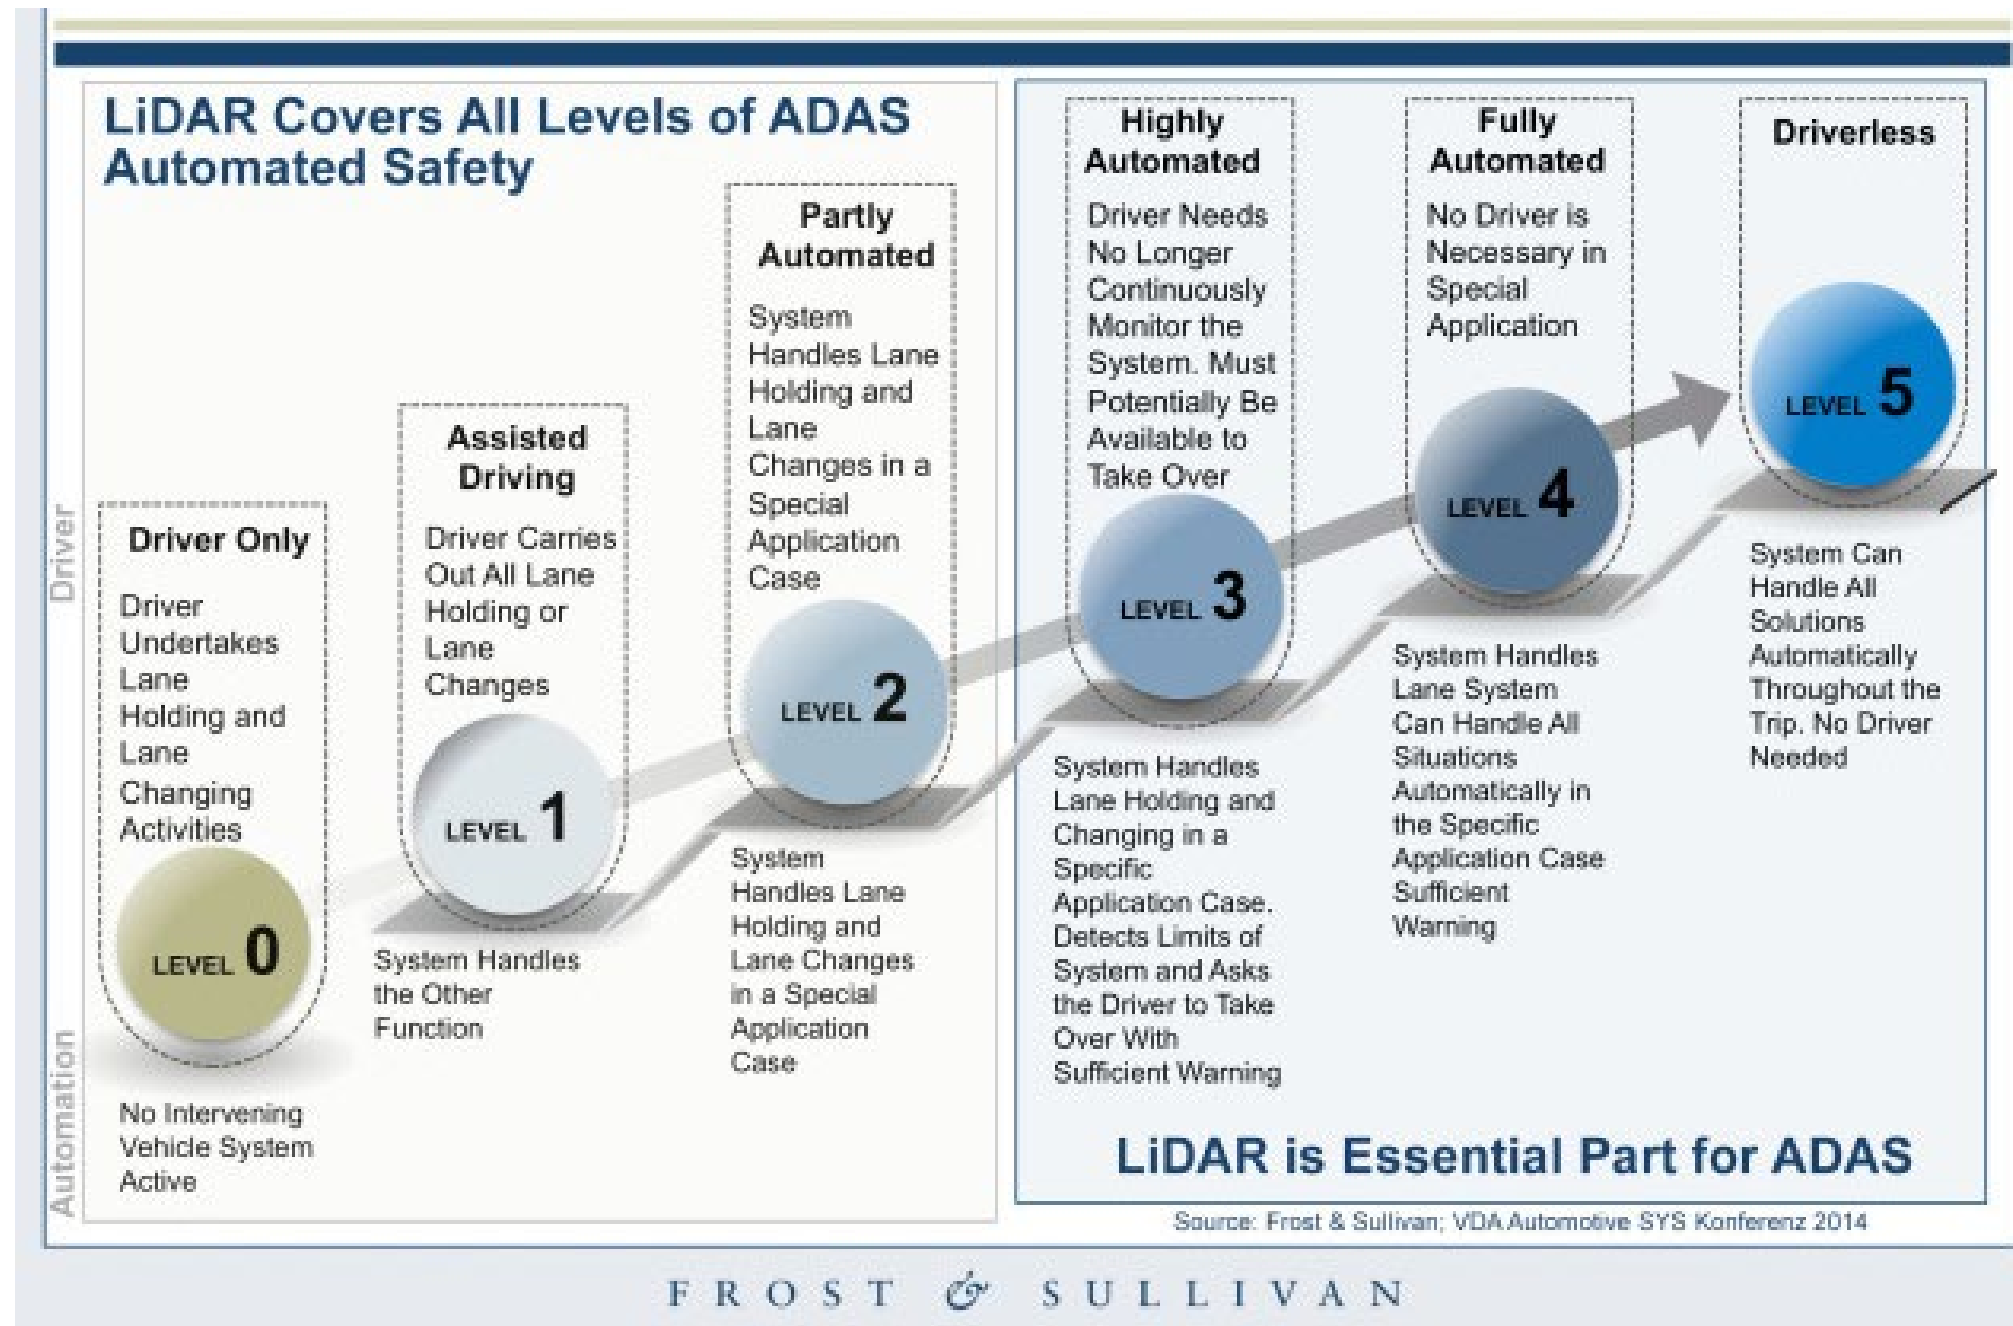 LiDAR Covers All Levels of ADAS
Automated Safety
Driver
Automation
Driver Only
Driver
Undertakes
Lane
Holding and
Lane
Changing
Activities
LEVEL 0
No Intervening
Vehicle System
Active
Assisted
Driving
Driver Carries
Out All Lane
Holding or
Lane
Changes
LEVEL 1
System Handles
the Other
Function
Partly
Automated
System
Handles Lane
Holding and
Lane
Changes in a
Special
Application
Case
LEVEL 2
System
Handles Lane
Holding and
Lane Changes
in a Special
Application
Case
Highly
Automated
Driver Needs
No Longer
Continuously
Monitor the
System. Must
Potentially Be
Available to
Take Over
LEVEL 3
System Handles
Lane Holding and
Changing in a
Specific
Application Case.
Detects Limits of
System and Asks
the Driver to Take
Over With
Sufficient Warning
Fully
Automated
No Driver is
Necessary in
Special
Application
LEVEL 4
System Handles
Lane System
Can Handle All
Situations
Automatically in
the Specific
Application Case
Sufficient
Warning
Driverless
LEVEL 5
System Can
Handle All
Solutions
Automatically
Throughout the
Trip. No Driver
Needed
LiDAR is Essential Part for ADAS
Source: Frost & Sullivan; VDA Automotive SYS Konferenz 2014
FROST & SULLIVAN